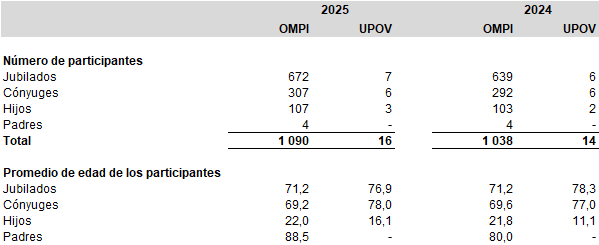 2025 2024
OMPI UPOV OMPI UPOV
Número de participantes
Jubilados 672 7 639 6
Cónyuges 307 6 292 6
Hijos 107 3 103 2
Padres 4 - 4 -
Total 1 090 16 1 038 14
Promedio de edad de los participantes
Jubilados 71,2 76,9 71,2 78,3
Cónyuges 69,2 78,0 69,6 77,0
Hijos 22,0 16,1 21,8 11,1
Padres 88,5 - 80,0 -